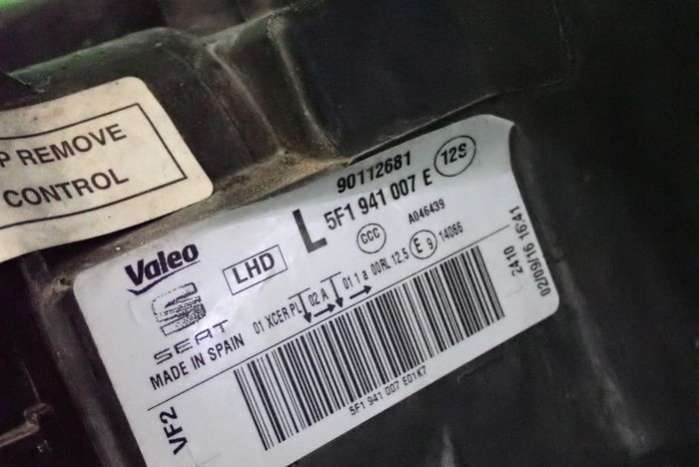 P REMOVE
CONTROL
90112681
12S
L 5F1 941 007 E
CCC
A046439
Valeo
LHD
SEAT
01 XCER PL 02 A 01 1 a 00RL 12.5 E 9 14066
MADE IN SPAIN
VF2
5F1 941 007 E01K7
2410
02/09/16 16:41